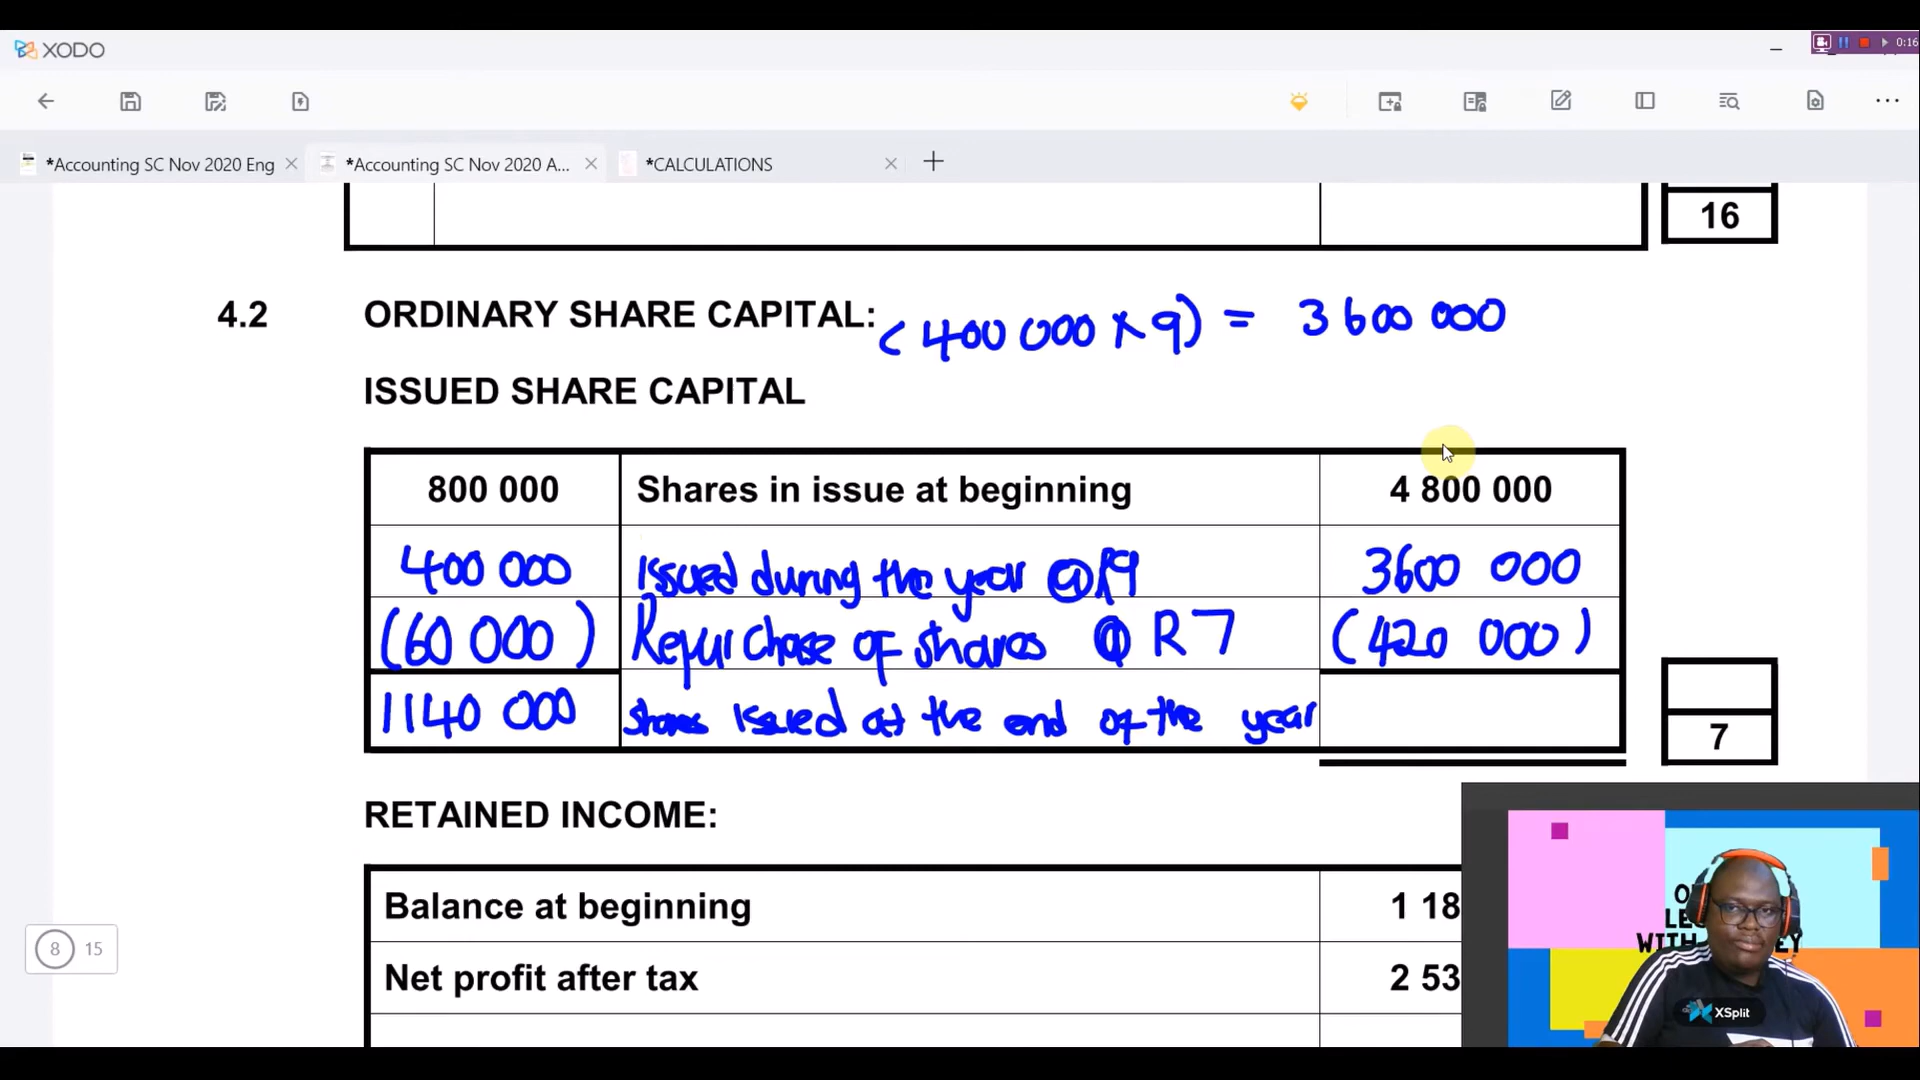 XODO
0:16
*Accounting SC Nov 2020 Eng
*Accounting SC Nov 2020 A...
*CALCULATIONS
16
4.2 ORDINARY SHARE CAPITAL: (400 000 x 9) = 3 600 000
ISSUED SHARE CAPITAL
800 000 Shares in issue at beginning 4 800 000
400 000 Issued during the year @ R9 3600 000
(60 000) Repurchase of shares @ R7 (420 000)
1140 000 Shares issued at the end of the year
7
RETAINED INCOME:
Balance at beginning 1 18
Net profit after tax 2 53
8 15
WITH
XSplit